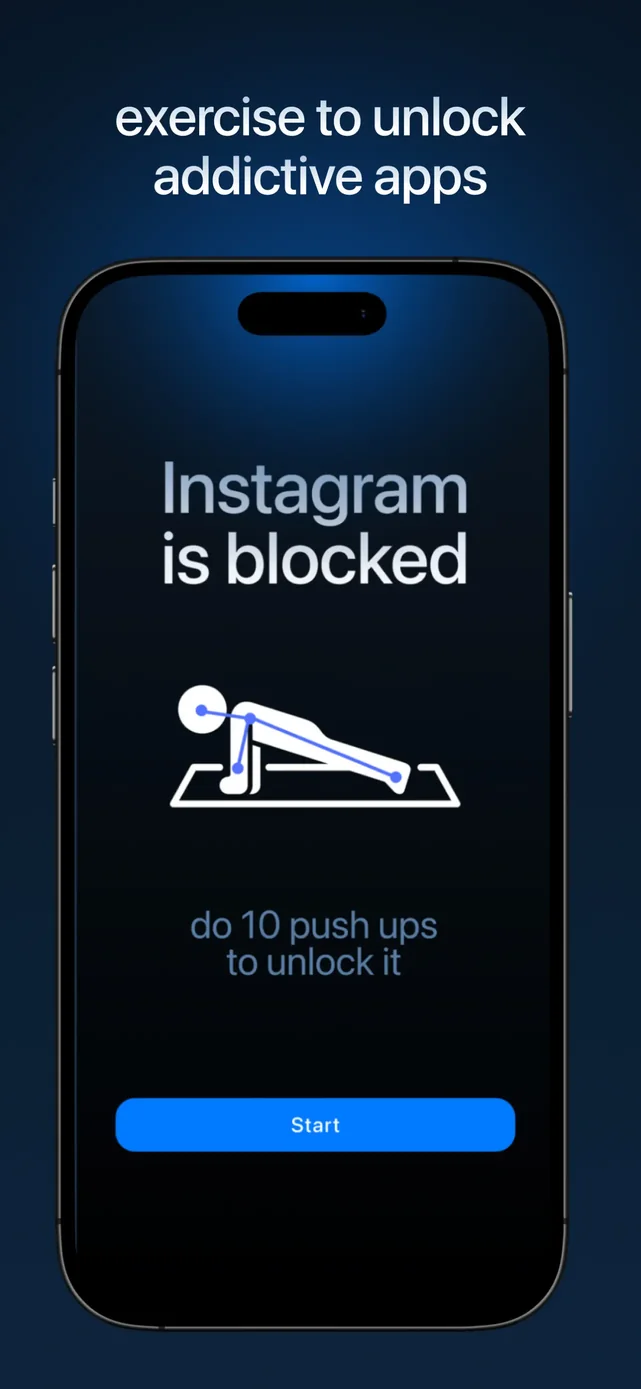 exercise to unlock
addictive apps
Instagram
is blocked
do 10 push ups
to unlock it
Start